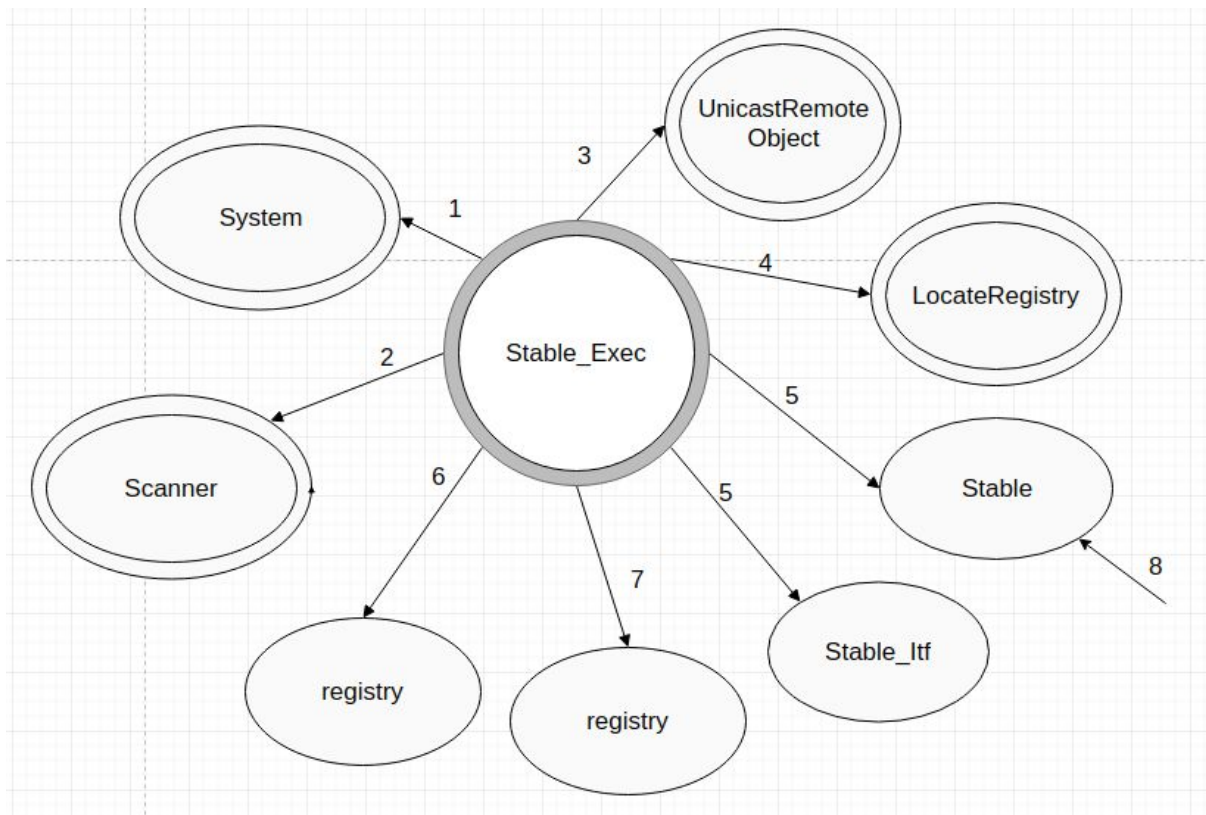 UnicastRemote
Object
3
System
1
4
LocateRegistry
Stable_Exec
2
5
Scanner
6
5
Stable
7
8
Stable_Itf
registry
registry